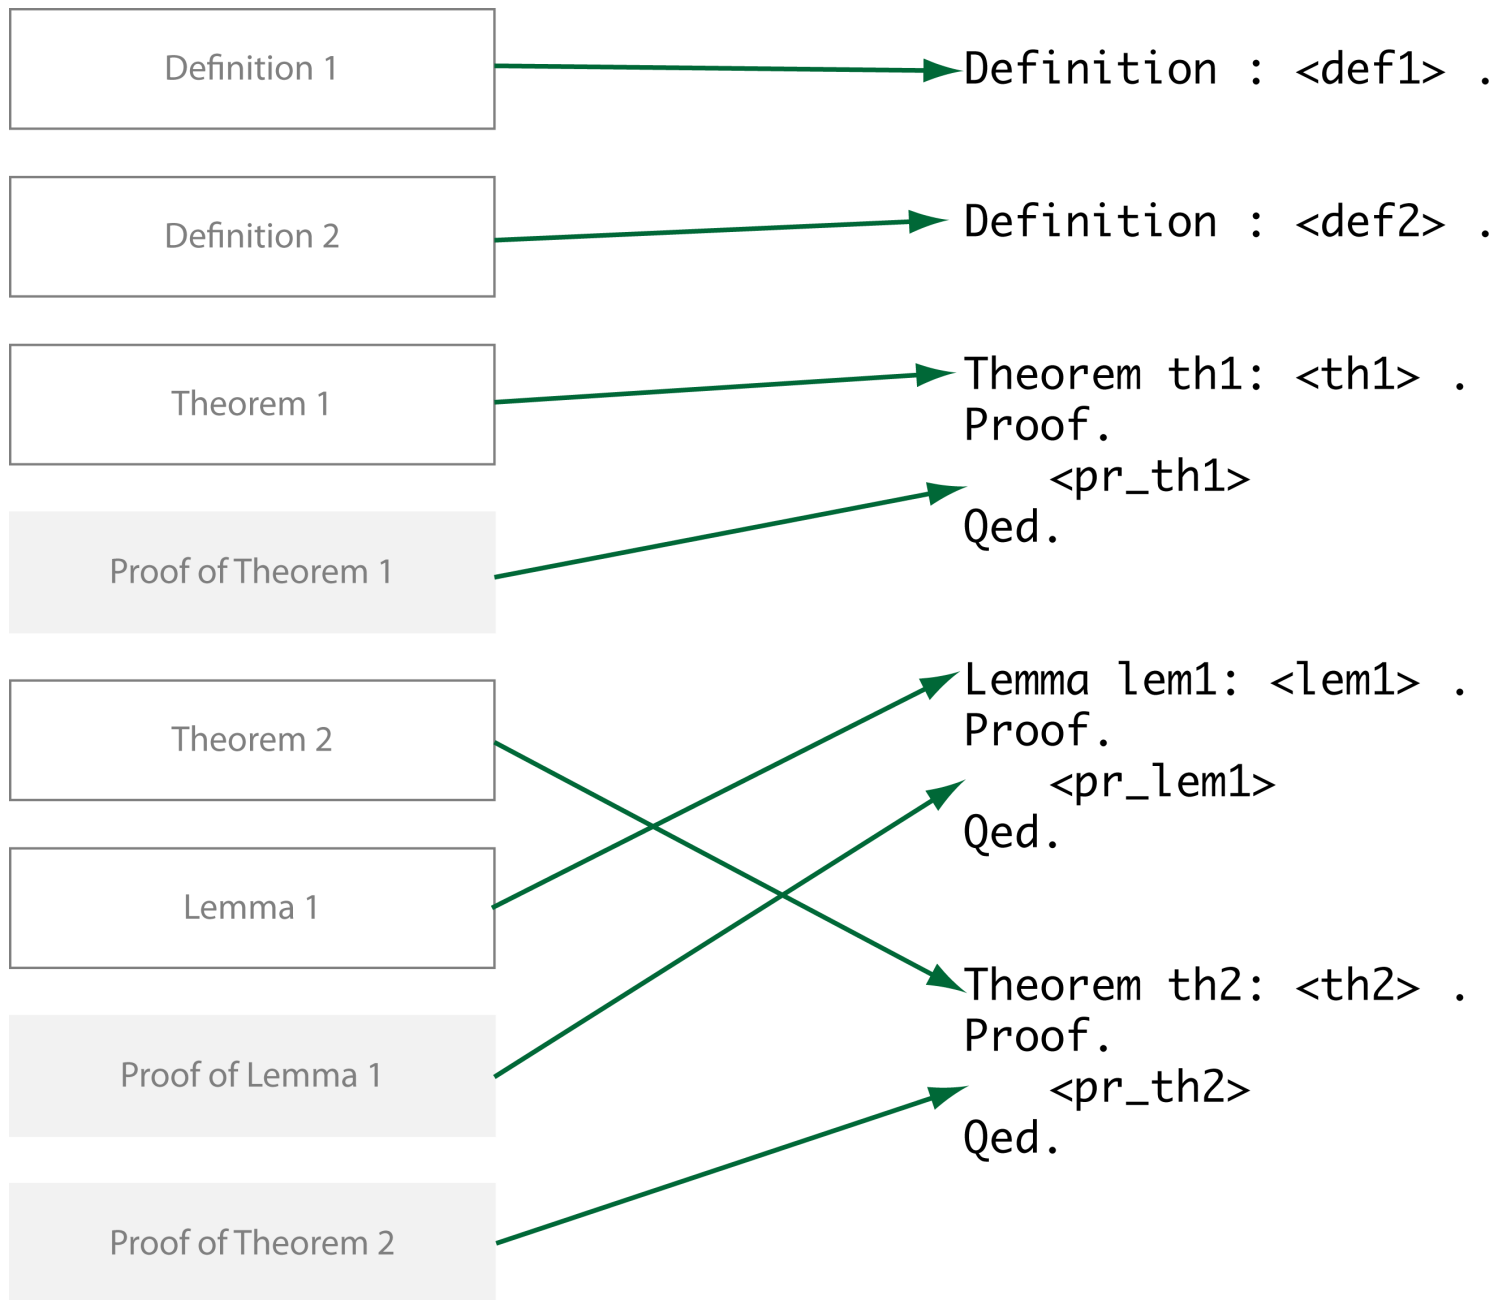 Definition 1
Definition 2
Theorem 1
Proof of Theorem 1
Theorem 2
Lemma 1
Proof of Lemma 1
Proof of Theorem 2
Definition : <def1> .
Definition : <def2> .
Theorem th1: <th1> .
Proof.
<pr_th1>
Qed.
Lemma lem1: <lem1> .
Proof.
<pr_lem1>
Qed.
Theorem th2: <th2> .
Proof.
<pr_th2>
Qed.